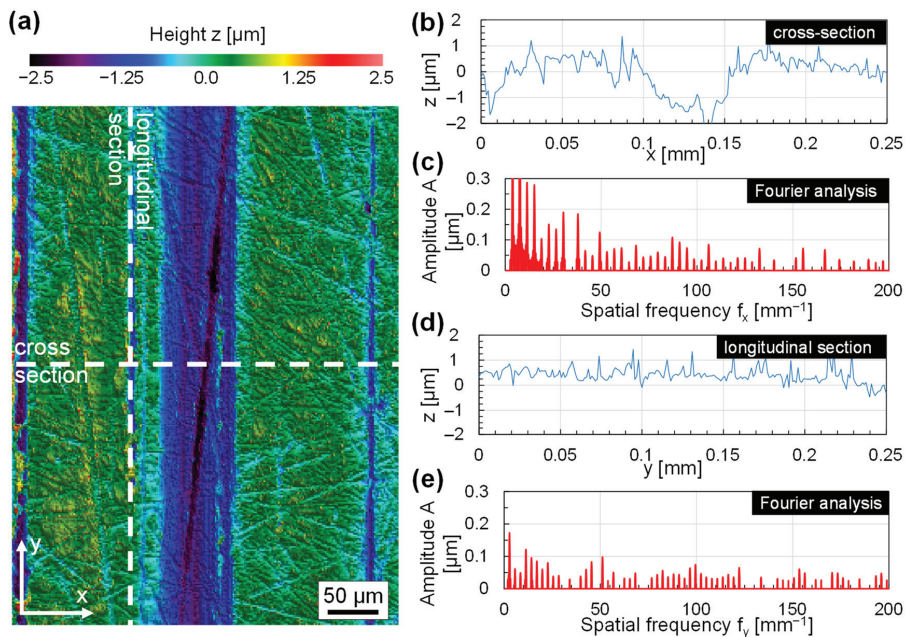 (a)
Height z [µm]
−2.5 −1.25 0.0 1.25 2.5
longitudinal
section
cross
section
y
x
50 µm
(b)
cross-section
z [µm]
2
1
0
−1
−2
0 0.05 0.1 0.15 0.20 0.25
x [mm]
(c)
Fourier analysis
Amplitude A
[µm]
0.3
0.2
0.1
0
0 50 100 150 200
Spatial frequency fx [mm⁻¹]
(d)
longitudinal section
z [µm]
2
1
0
−1
−2
0 0.05 0.1 0.15 0.2 0.25
y [mm]
(e)
Fourier analysis
Amplitude A
[µm]
0.3
0.2
0.1
0
0 50 100 150 200
Spatial frequency fy [mm⁻¹]